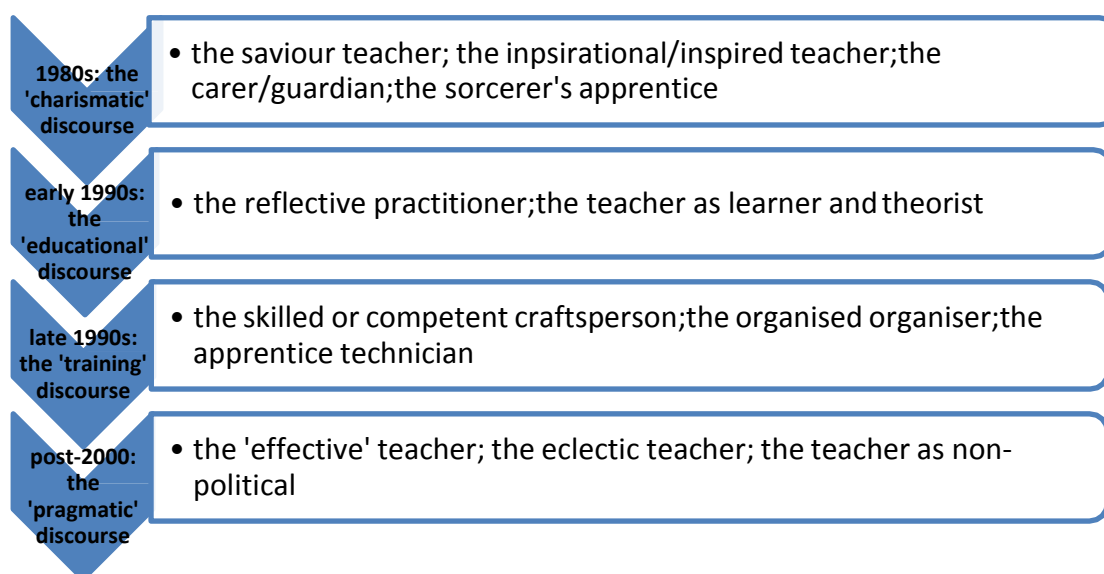 1980s: the
'charismatic'
discourse
• the saviour teacher; the inpsirational/inspired teacher;the
carer/guardian;the sorcerer's apprentice
early 1990s:
the
'educational'
discourse
• the reflective practitioner;the teacher as learner and theorist
late 1990s:
the 'training'
discourse
• the skilled or competent craftsperson;the organised organiser;the
apprentice technician
post-2000:
the
'pragmatic'
discourse
• the 'effective' teacher; the eclectic teacher; the teacher as non-
political